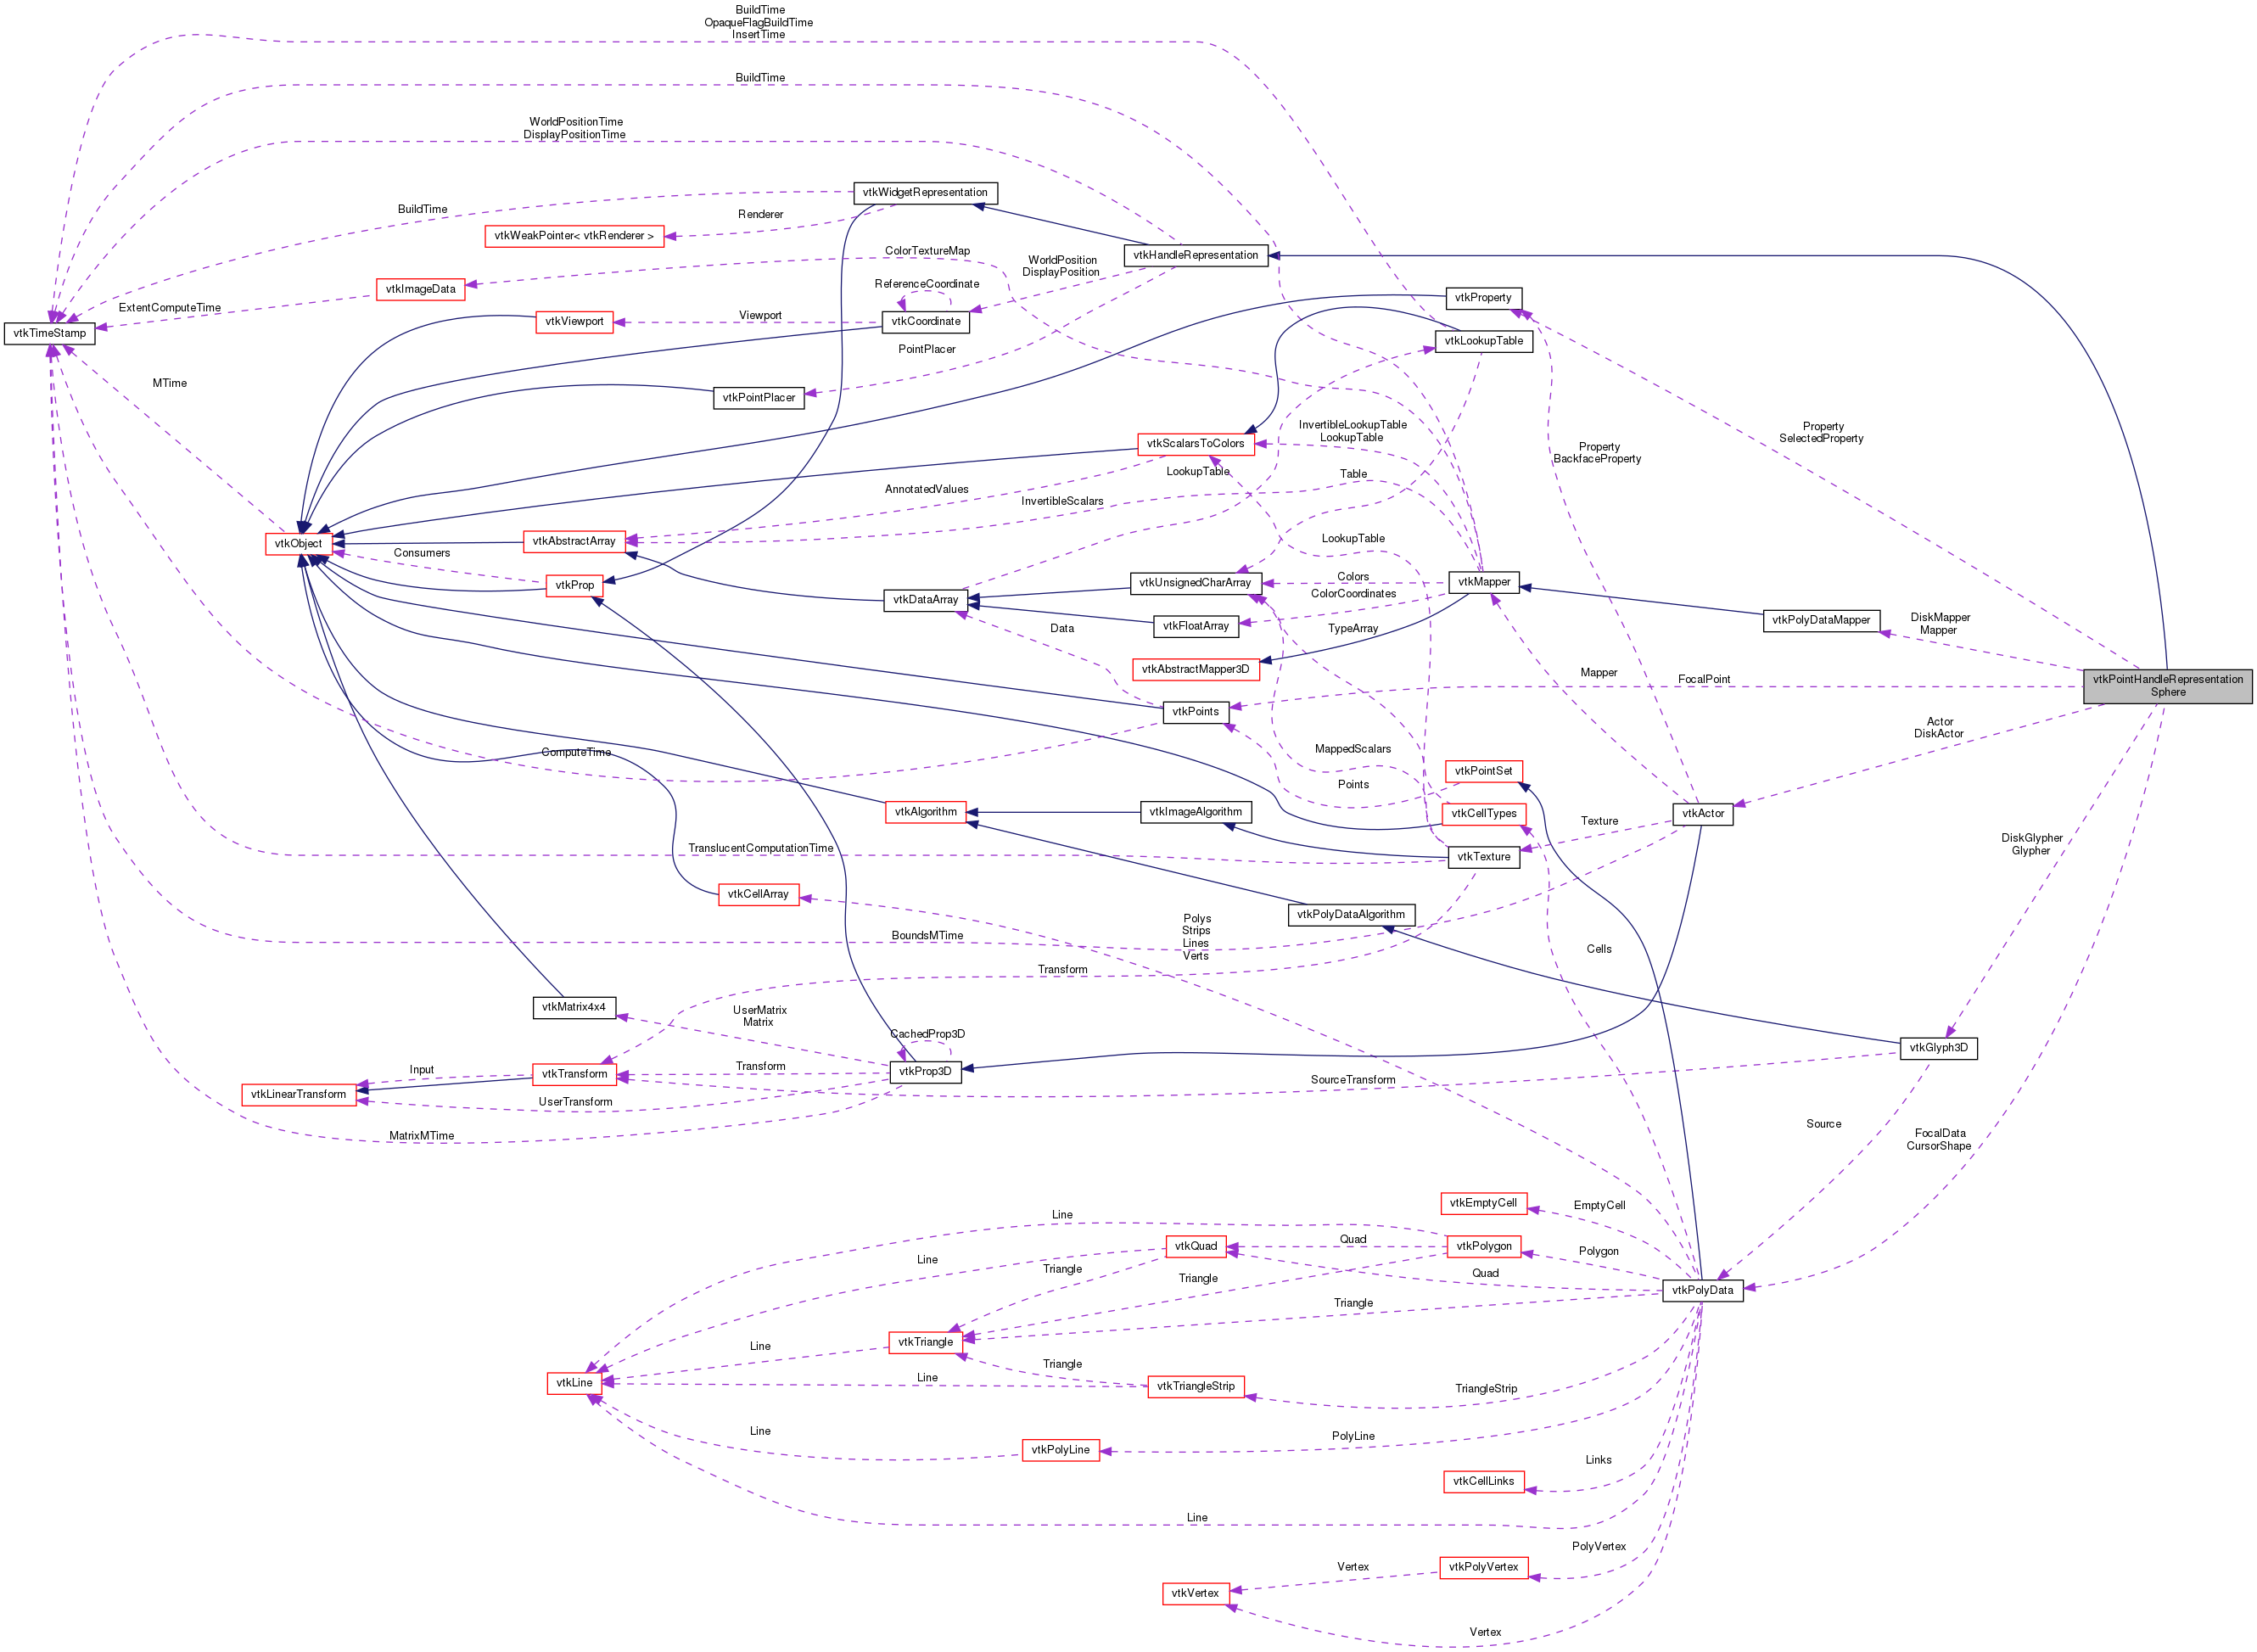 BuildTime
OpaqueFlagBuildTime
InsertTime
BuildTime
WorldPositionTime
DisplayPositionTime
vtkWidgetRepresentation
BuildTime
Renderer
vtkWeakPointer< vtkRenderer >
ColorTextureMap
vtkHandleRepresentation
WorldPosition
DisplayPosition
vtkImageData
ExtentComputeTime
ReferenceCoordinate
vtkProperty
vtkTimeStamp
vtkViewport
Viewport
vtkCoordinate
vtkLookupTable
PointPlacer
MTime
vtkPointPlacer
Property
SelectedProperty
InvertibleLookupTable
LookupTable
vtkScalarsToColors
Property
BackfaceProperty
LookupTable
Table
AnnotatedValues
InvertibleScalars
vtkObject
vtkAbstractArray
LookupTable
Consumers
vtkProp
vtkUnsignedCharArray
Colors
vtkMapper
vtkDataArray
ColorCoordinates
vtkFloatArray
Data
TypeArray
vtkPolyDataMapper
DiskMapper
Mapper
vtkAbstractMapper3D
Mapper
FocalPoint
vtkPointHandleRepresentation
Sphere
vtkPoints
Actor
DiskActor
ComputeTime
MappedScalars
vtkPointSet
Points
vtkAlgorithm
vtkImageAlgorithm
vtkCellTypes
vtkActor
Texture
TranslucentComputationTime
vtkTexture
DiskGlypher
Glypher
vtkCellArray
vtkPolyDataAlgorithm
BoundsMTime
Polys
Strips
Lines
Verts
Cells
Transform
vtkMatrix4x4
UserMatrix
Matrix
CachedProp3D
vtkGlyph3D
Input
vtkTransform
Transform
vtkProp3D
SourceTransform
vtkLinearTransform
UserTransform
MatrixMTime
Source
FocalData
CursorShape
vtkEmptyCell
EmptyCell
Line
vtkQuad
Quad
vtkPolygon
Polygon
Line
Triangle
Triangle
Quad
vtkPolyData
Triangle
vtkTriangle
Line
Triangle
vtkLine
Line
vtkTriangleStrip
TriangleStrip
Line
vtkPolyLine
PolyLine
vtkCellLinks
Links
Line
PolyVertex
Vertex
vtkPolyVertex
vtkVertex
Vertex